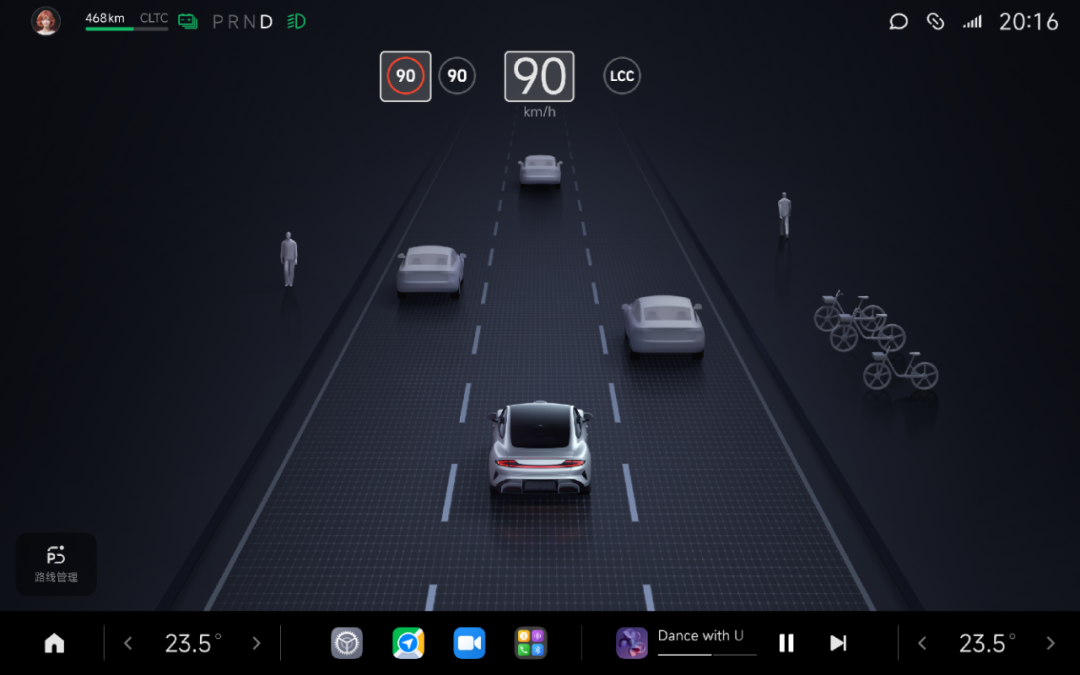 468km CLTC PRND 20:16
90 90 90 LCC
km/h
P
路线管理
23.5° Dance with U 23.5°